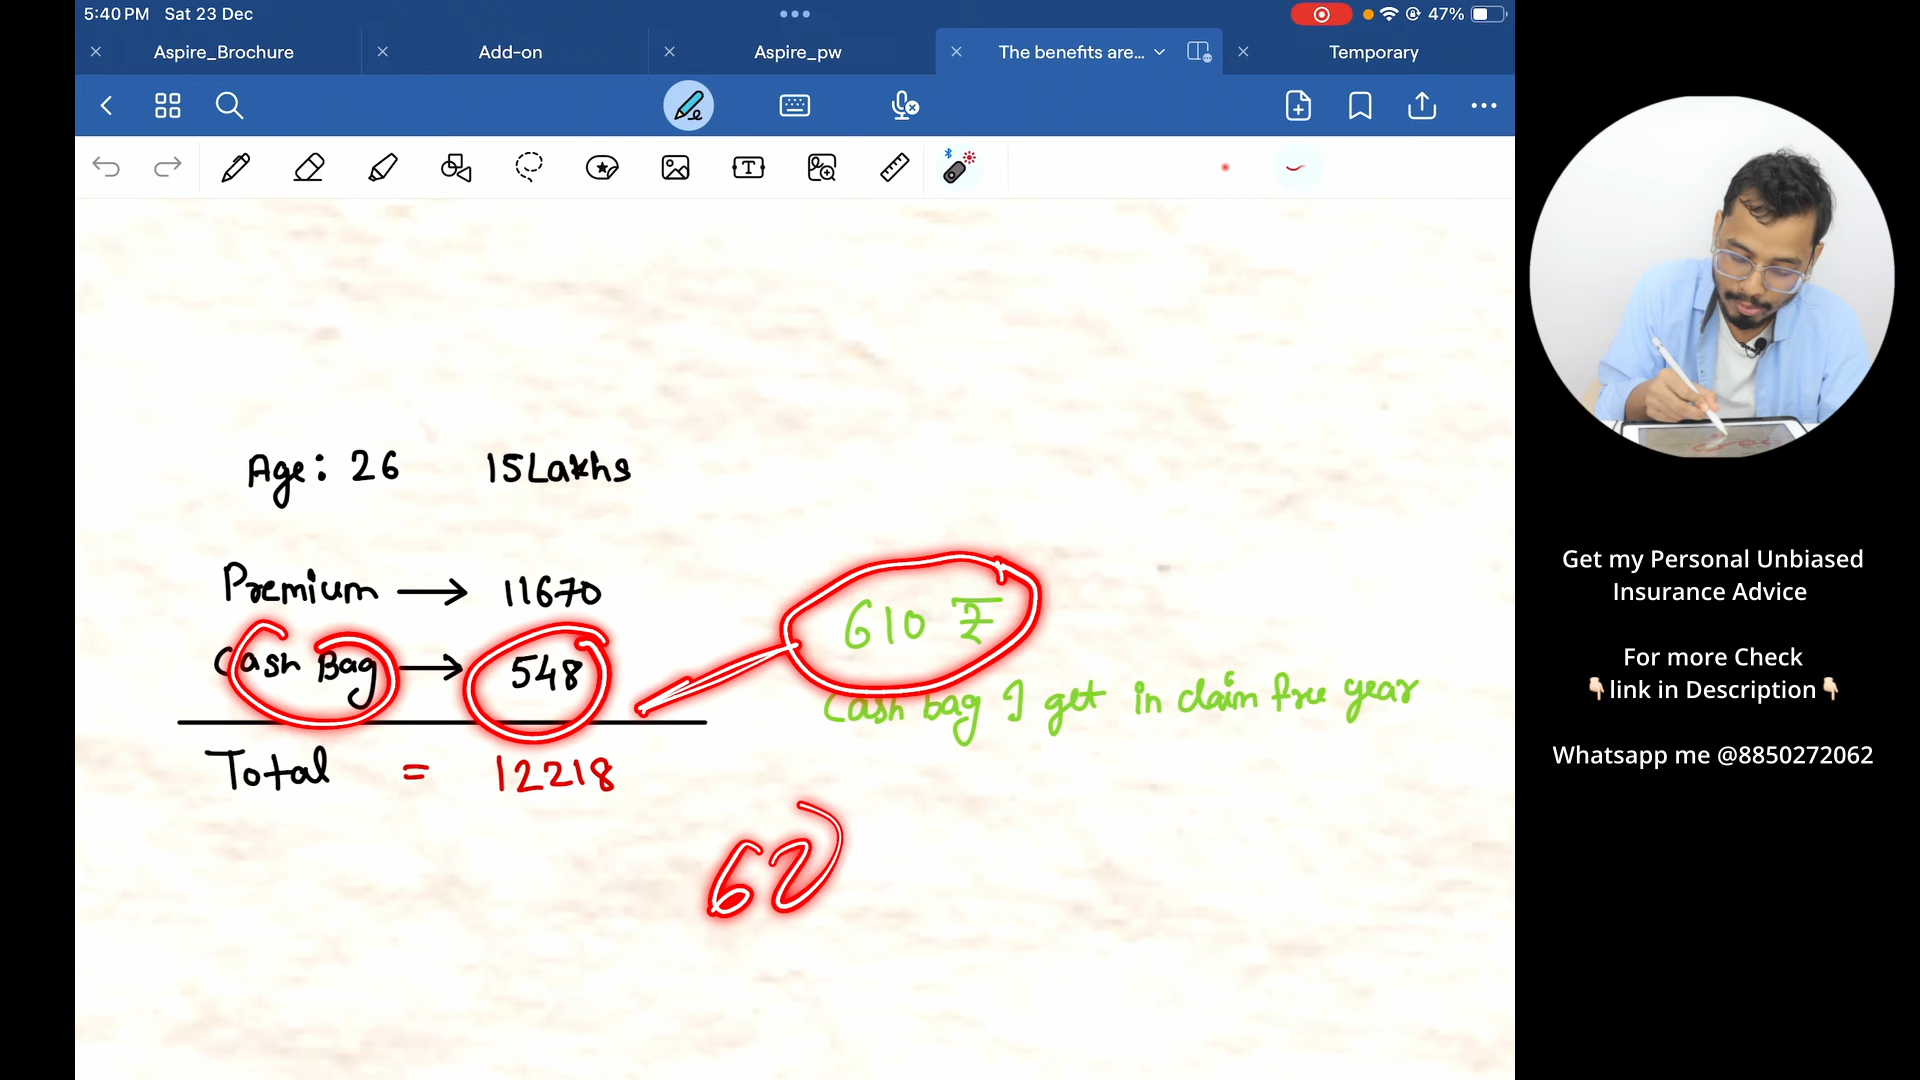 5:40 PM Sat 23 Dec
47%
Aspire_Brochure
Add-on
Aspire_pw
The benefits are...
Temporary
Age: 26 15 Lakhs
Premium → 11670
Cash Bag → 548
610 ₹
Cash bag I get in claim free year
Total = 12218
62
Get my Personal Unbiased
Insurance Advice
For more Check
👇🏻link in Description👇🏻
Whatsapp me @8850272062